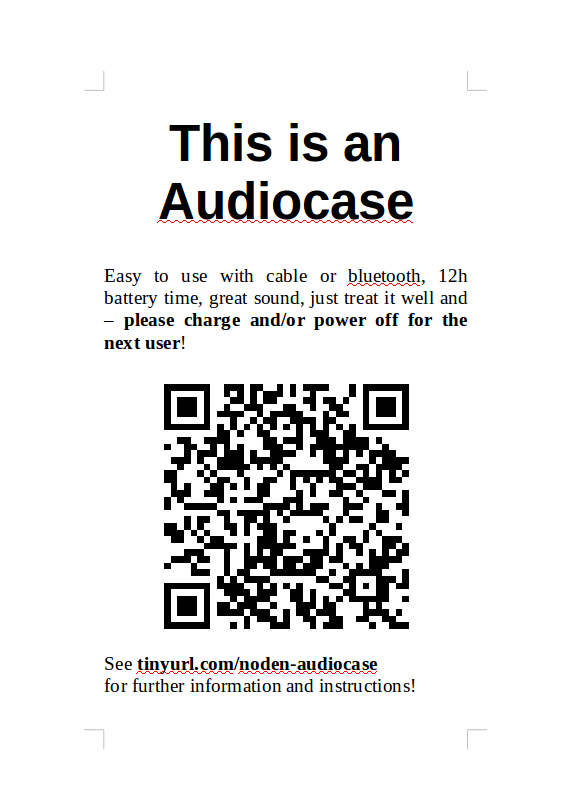 This is an
Audiocase
Easy to use with cable or bluetooth, 12h
battery time, great sound, just treat it well and
– please charge and/or power off for the
next user!
See tinyurl.com/noden-audiocase
for further information and instructions!